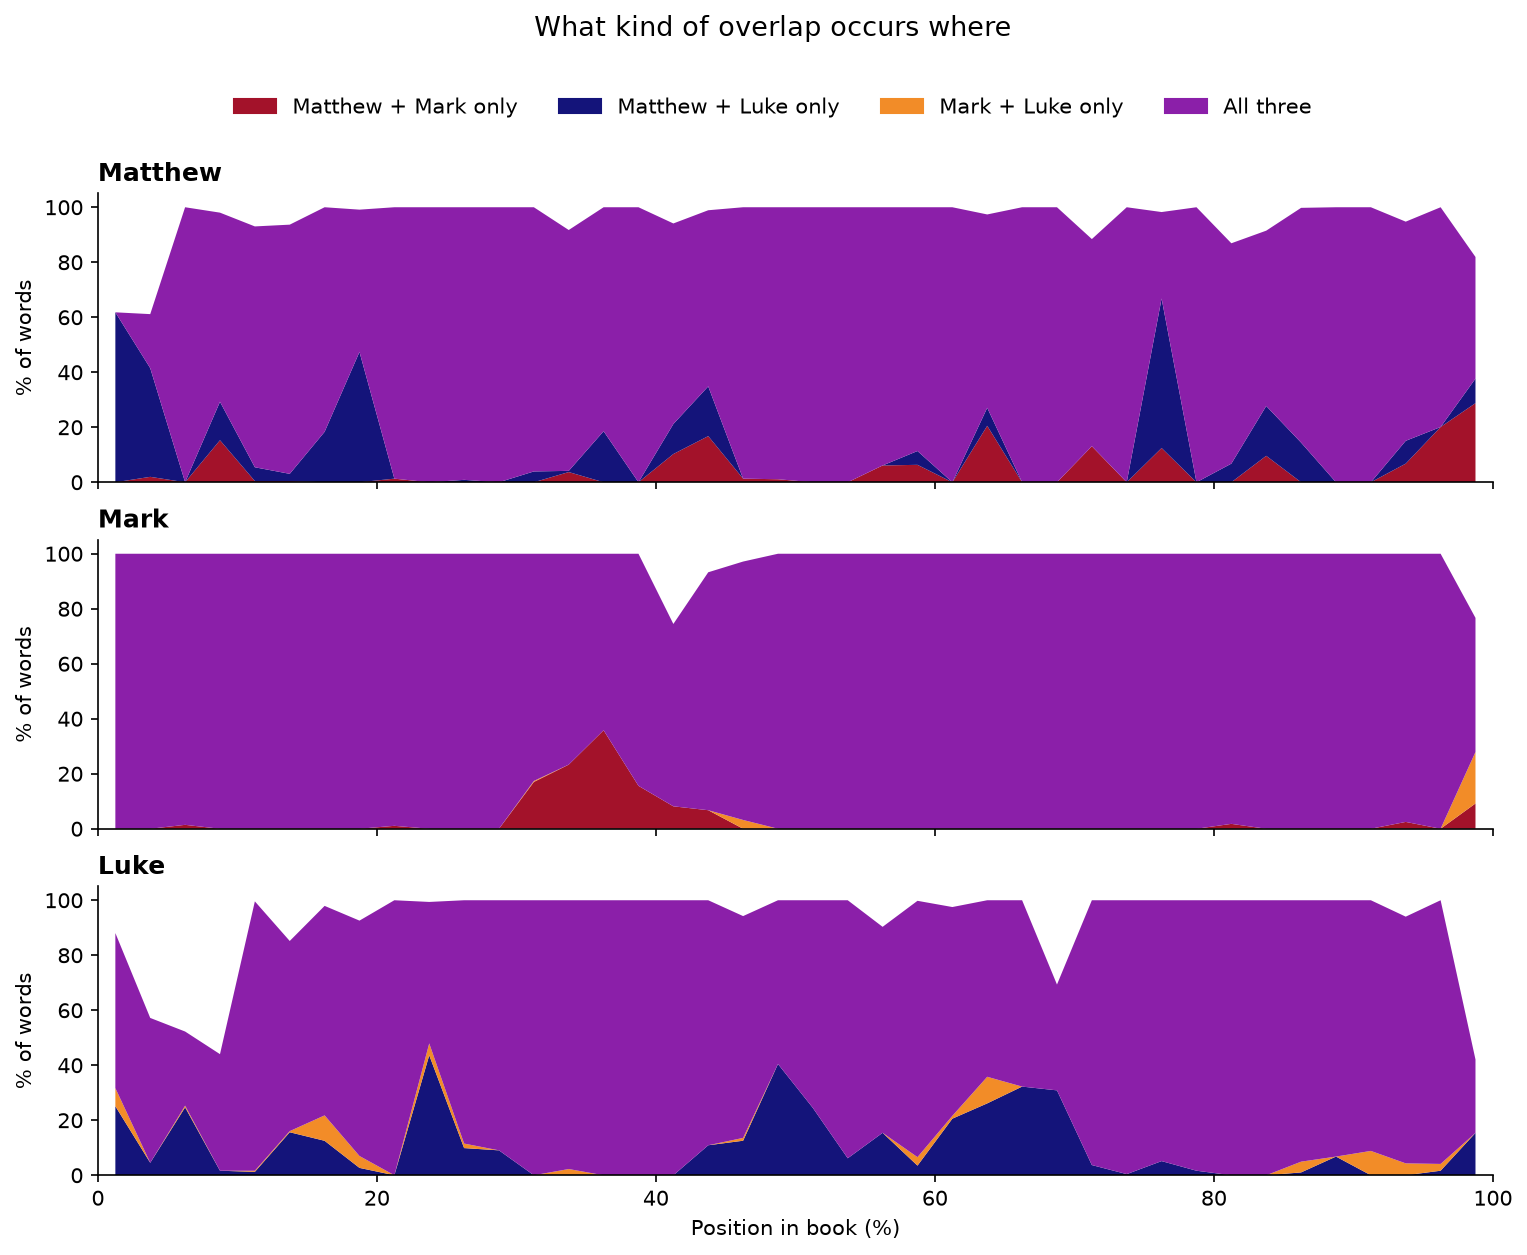 What kind of overlap occurs where
Matthew + Mark only Matthew + Luke only Mark + Luke only All three
Matthew
100
80
60
40
20
0
% of words
Mark
100
80
60
40
20
0
% of words
Luke
100
80
60
40
20
0
% of words
0 20 40 60 80 100
Position in book (%)